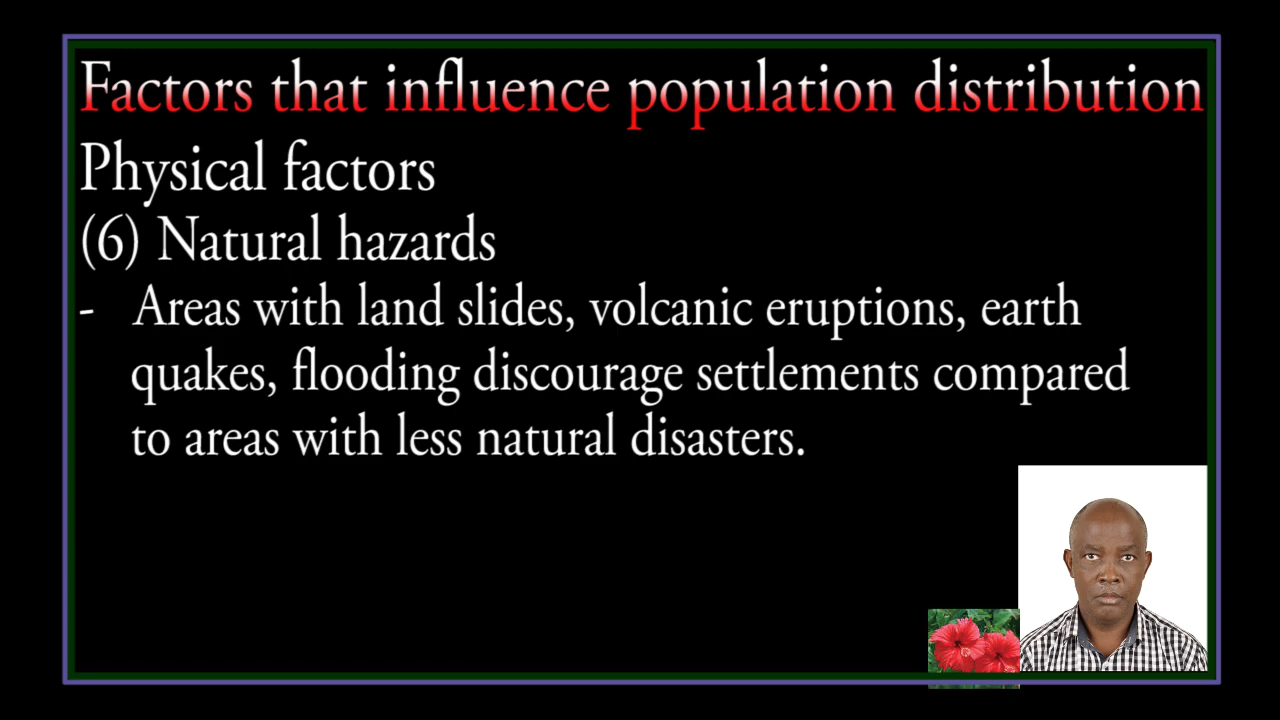 Factors that influence population distribution
Physical factors
(6) Natural hazards
- Areas with land slides, volcanic eruptions, earth
quakes, flooding discourage settlements compared
to areas with less natural disasters.